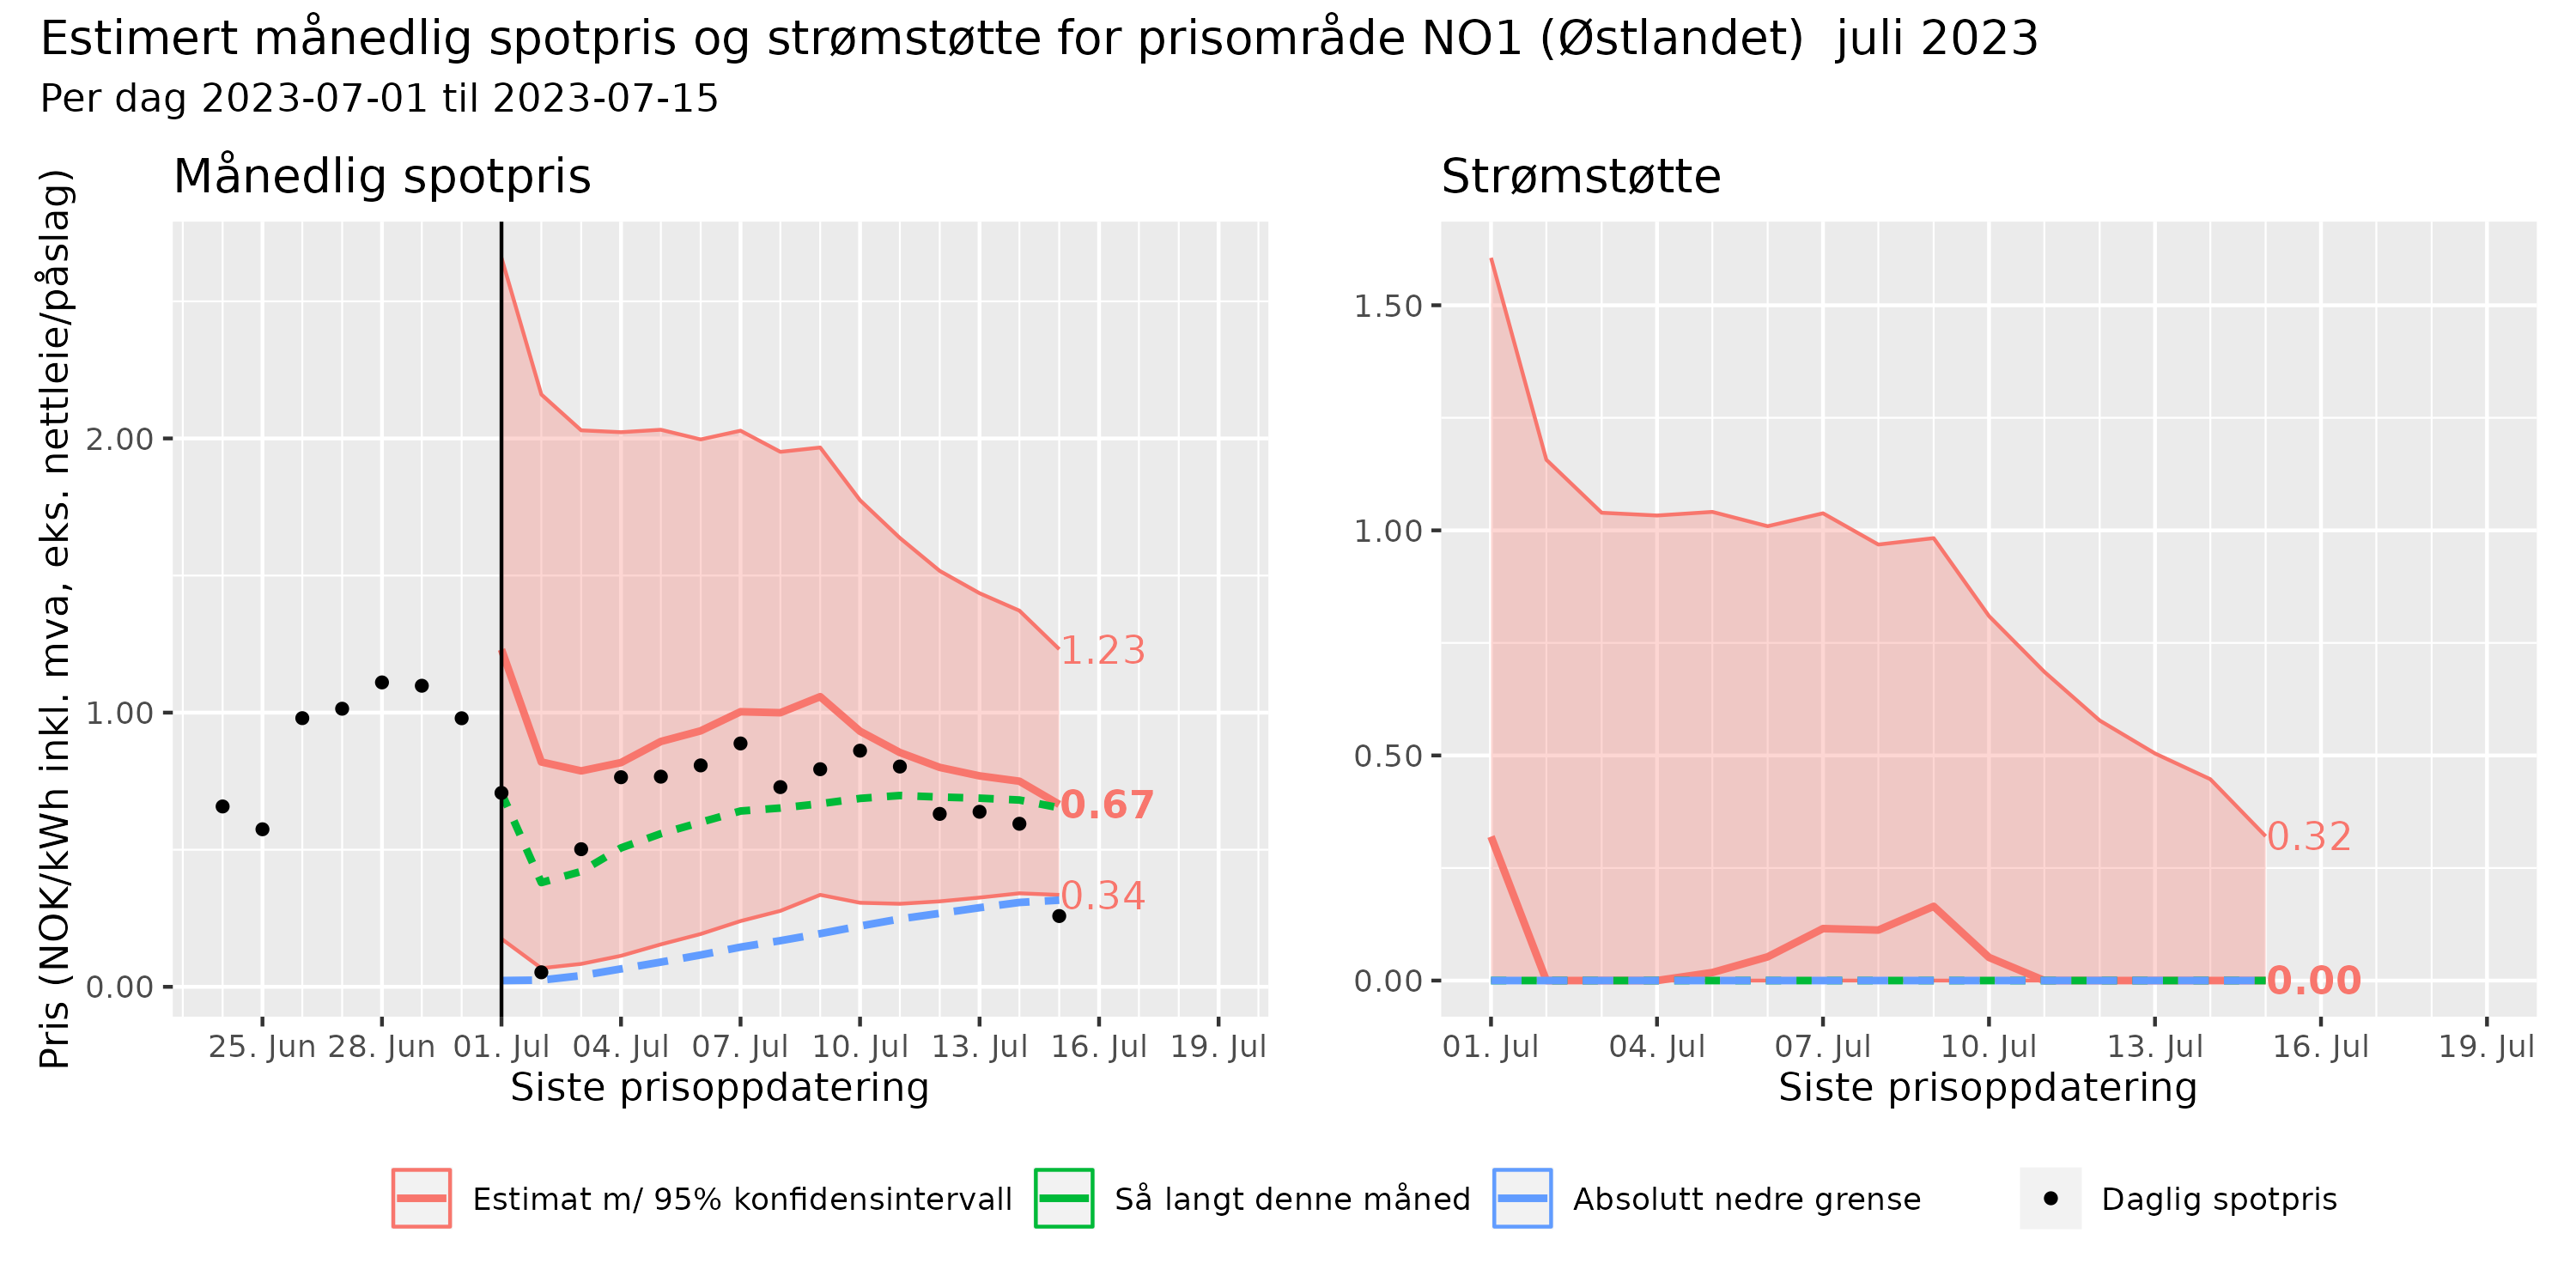 Estimert månedlig spotpris og strømstøtte for prisområde NO1 (Østlandet)  juli 2023
Per dag 2023-07-01 til 2023-07-15
Månedlig spotpris
Pris (NOK/kWh inkl. mva, eks. nettleie/påslag)
2.00
1.00
0.00
1.23
0.67
0.34
25. Jun 28. Jun 01. Jul 04. Jul 07. Jul 10. Jul 13. Jul 16. Jul 19. Jul
Siste prisoppdatering
Strømstøtte
1.50
1.00
0.50
0.00
0.32
0.00
01. Jul 04. Jul 07. Jul 10. Jul 13. Jul 16. Jul 19. Jul
Siste prisoppdatering
Estimat m/ 95% konfidensintervall Så langt denne måned Absolutt nedre grense Daglig spotpris